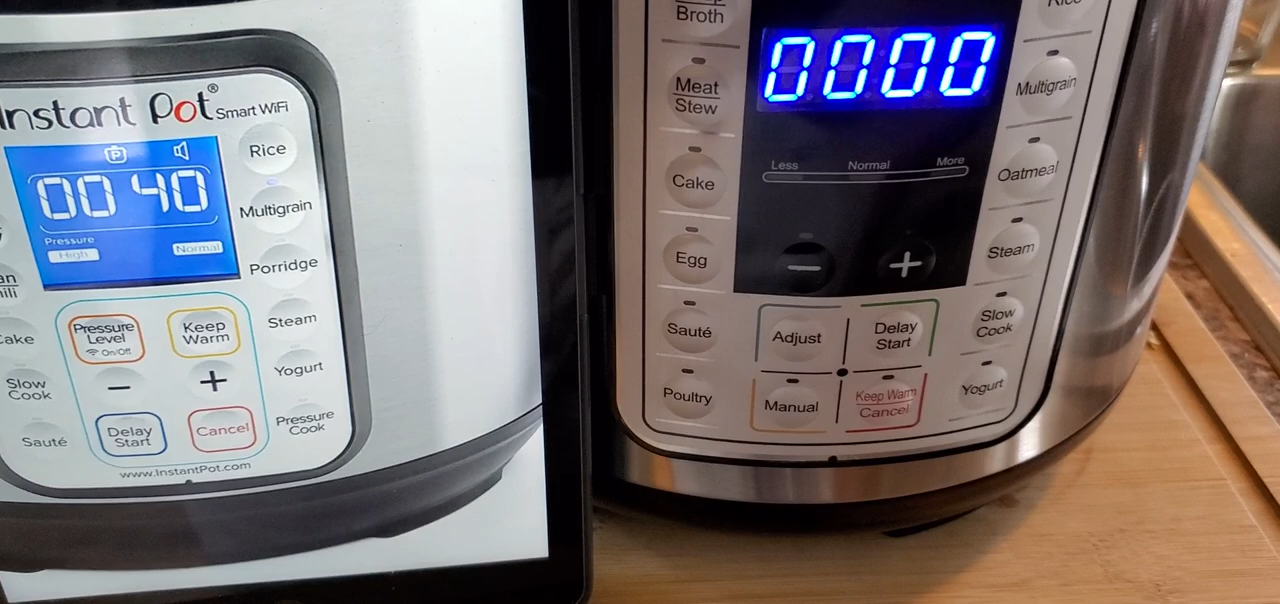 Instant Pot® Smart WiFi
00 40
Pressure
High
Normal
Rice
Multigrain
Porridge
Steam
Yogurt
Pressure
Cook
Slow
Cook
Sauté
Pressure
Level
On/Off
Keep
Warm
−
+
Delay
Start
Cancel
www.InstantPot.com
Broth
Meat
Stew
Cake
Egg
Sauté
Poultry
0000
Less
Normal
More
−
+
Adjust
Delay
Start
Manual
Keep Warm
Cancel
Rice
Multigrain
Oatmeal
Steam
Slow
Cook
Yogurt